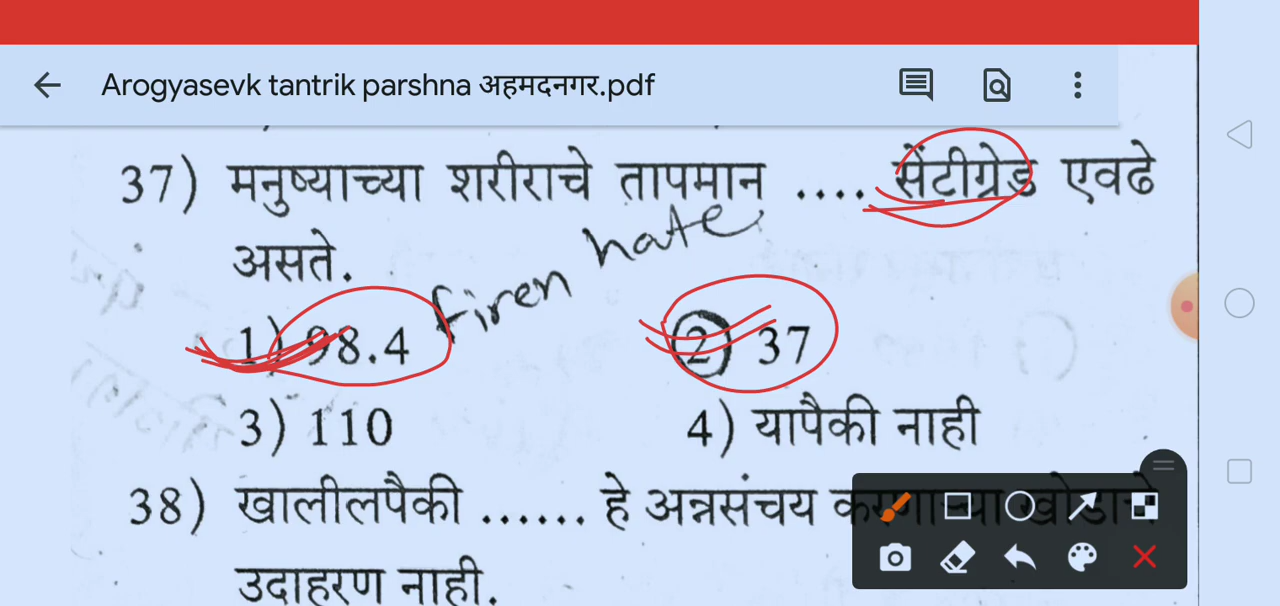 Arogyasevk tantrik parshna अहमदनगर.pdf
37) मनुष्याच्या शरीराचे तापमान .... सेंटीग्रेड एवढे
असते.
firen hate
1) 98.4 2) 37
3) 110 4) यापैकी नाही
38) खालीलपैकी ...... हे अन्नसंचय करणाऱ्या खोडाचे
उदाहरण नाही.